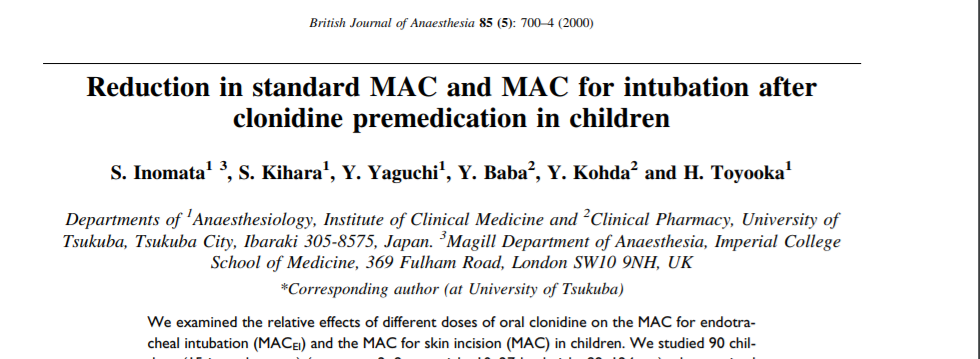 British Journal of Anaesthesia 85 (5): 700–4 (2000)
Reduction in standard MAC and MAC for intubation after
clonidine premedication in children
S. Inomata1 3, S. Kihara1, Y. Yaguchi1, Y. Baba2, Y. Kohda2 and H. Toyooka1
Departments of 1Anaesthesiology, Institute of Clinical Medicine and 2Clinical Pharmacy, University of
Tsukuba, Tsukuba City, Ibaraki 305-8575, Japan. 3Magill Department of Anaesthesia, Imperial College
School of Medicine, 369 Fulham Road, London SW10 9NH, UK
*Corresponding author (at University of Tsukuba)
We examined the relative effects of different doses of oral clonidine on the MAC for endotra-
cheal intubation (MACEI) and the MAC for skin incision (MAC) in children. We studied 90 chil-